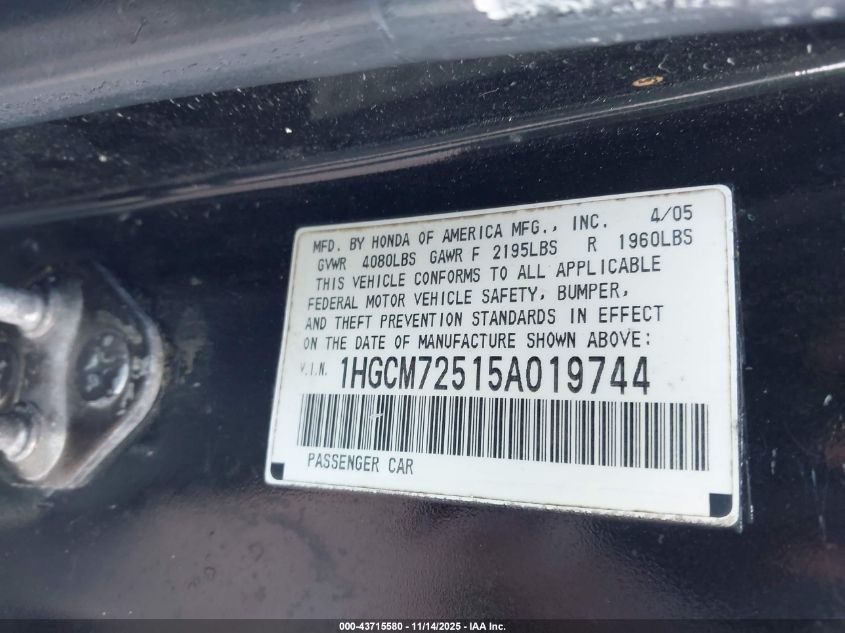 4/05
MFD. BY HONDA OF AMERICA MFG., INC.
GVWR 4080LBS GAWR F 2195LBS R 1960LBS
THIS VEHICLE CONFORMS TO ALL APPLICABLE
FEDERAL MOTOR VEHICLE SAFETY, BUMPER,
AND THEFT PREVENTION STANDARDS IN EFFECT
ON THE DATE OF MANUFACTURE SHOWN ABOVE:
V.I.N. 1HGCM72515A019744
PASSENGER CAR
000-43715580 - 11/14/2025 - IAA Inc.